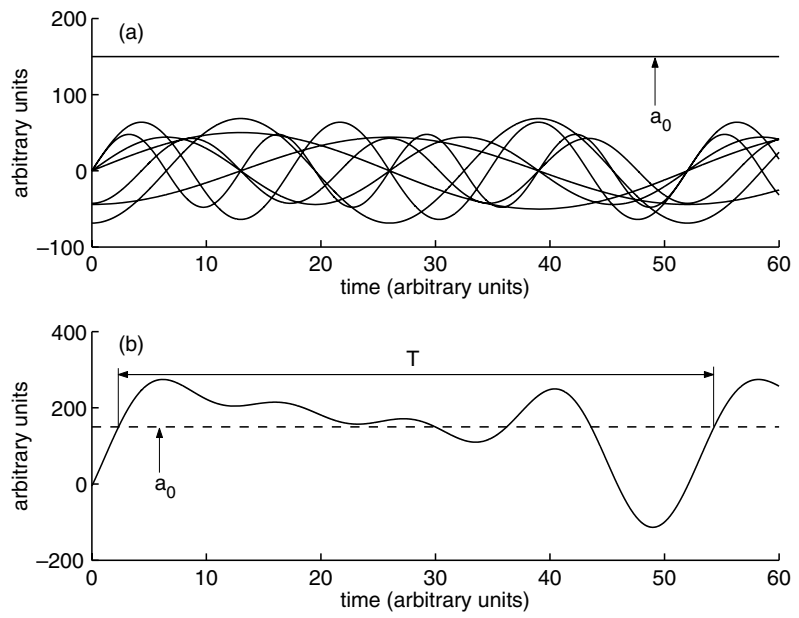 (a)
200
100
0
–100
arbitrary units
a0
0 10 20 30 40 50 60
time (arbitrary units)
(b)
400
200
0
–200
arbitrary units
T
a0
0 10 20 30 40 50 60
time (arbitrary units)